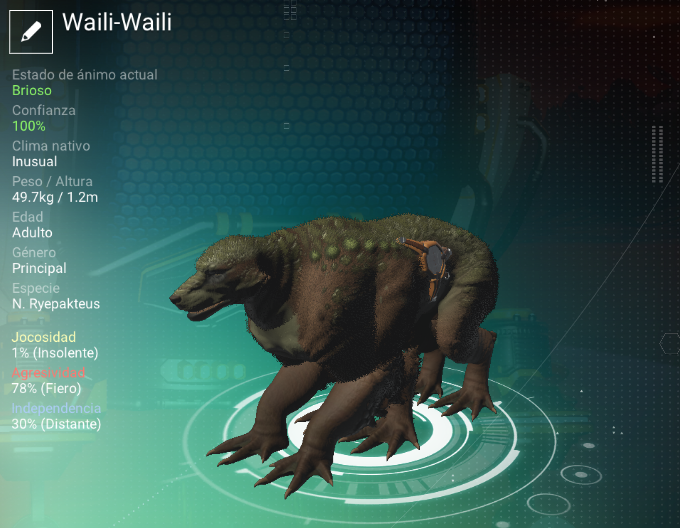 Waili-Waili
Estado de ánimo actual
Brioso
Confianza
100%
Clima nativo
Inusual
Peso / Altura
49.7kg / 1.2m
Edad
Adulto
Género
Principal
Especie
N. Ryepakteus
Jocosidad
1% (Insolente)
Agresividad
78% (Fiero)
Independencia
30% (Distante)